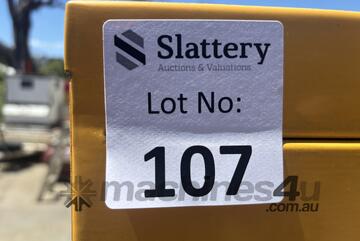 Slattery
Auctions & Valuations
Lot No:
107
machines4u
.com.au